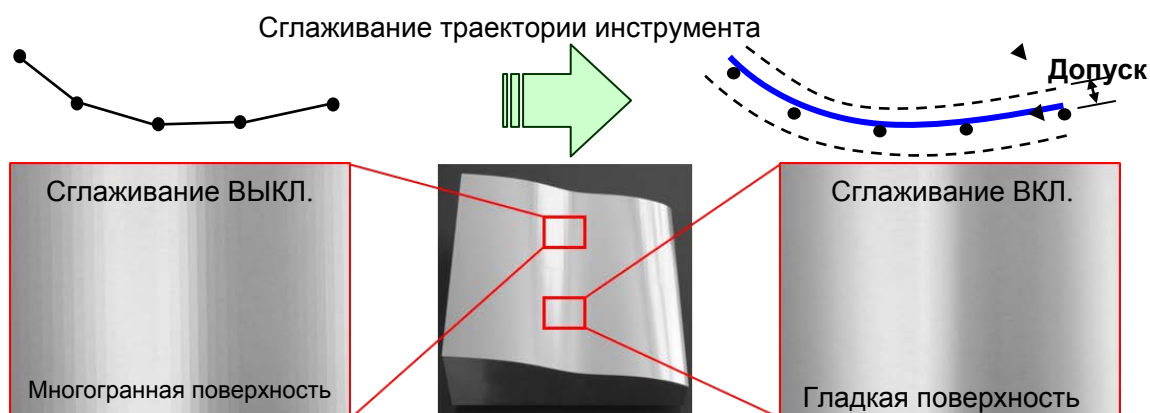 Сглаживание траектории инструмента
Допуск
Сглаживание ВЫКЛ.
Сглаживание ВКЛ.
Многогранная поверхность
Гладкая поверхность